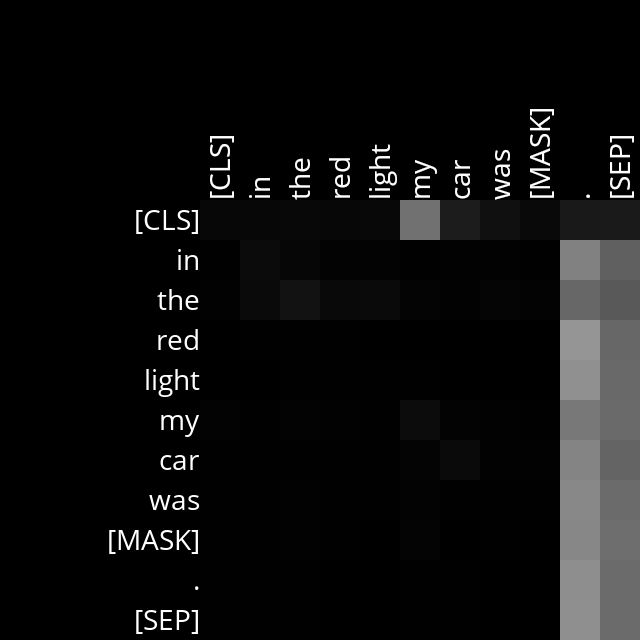 [CLS] in the red light my car was [MASK] . [SEP]
[CLS]
in
the
red
light
my
car
was
[MASK]
.
[SEP]